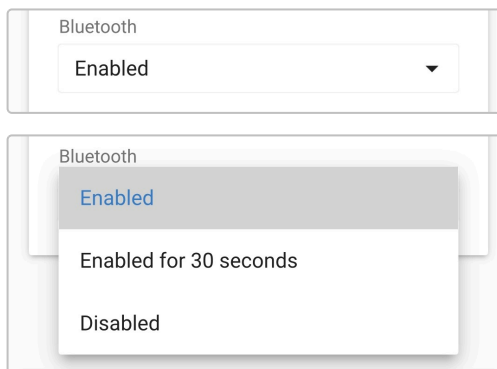 Bluetooth
Enabled
Bluetooth
Enabled
Enabled for 30 seconds
Disabled